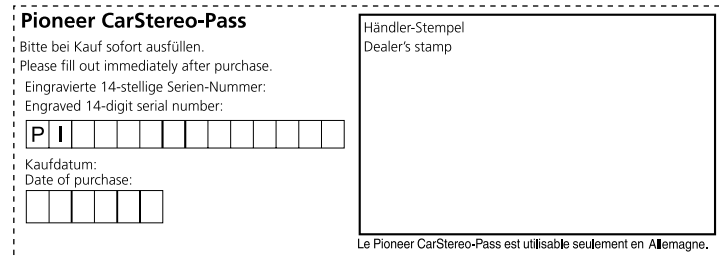 Pioneer CarStereo-Pass
Bitte bei Kauf sofort ausfüllen.
Please fill out immediately after purchase.
Eingravierte 14-stellige Serien-Nummer:
Engraved 14-digit serial number:
P I
Kaufdatum:
Date of purchase:
Händler-Stempel
Dealer's stamp
Le Pioneer CarStereo-Pass est utilisable seulement en Allemagne.